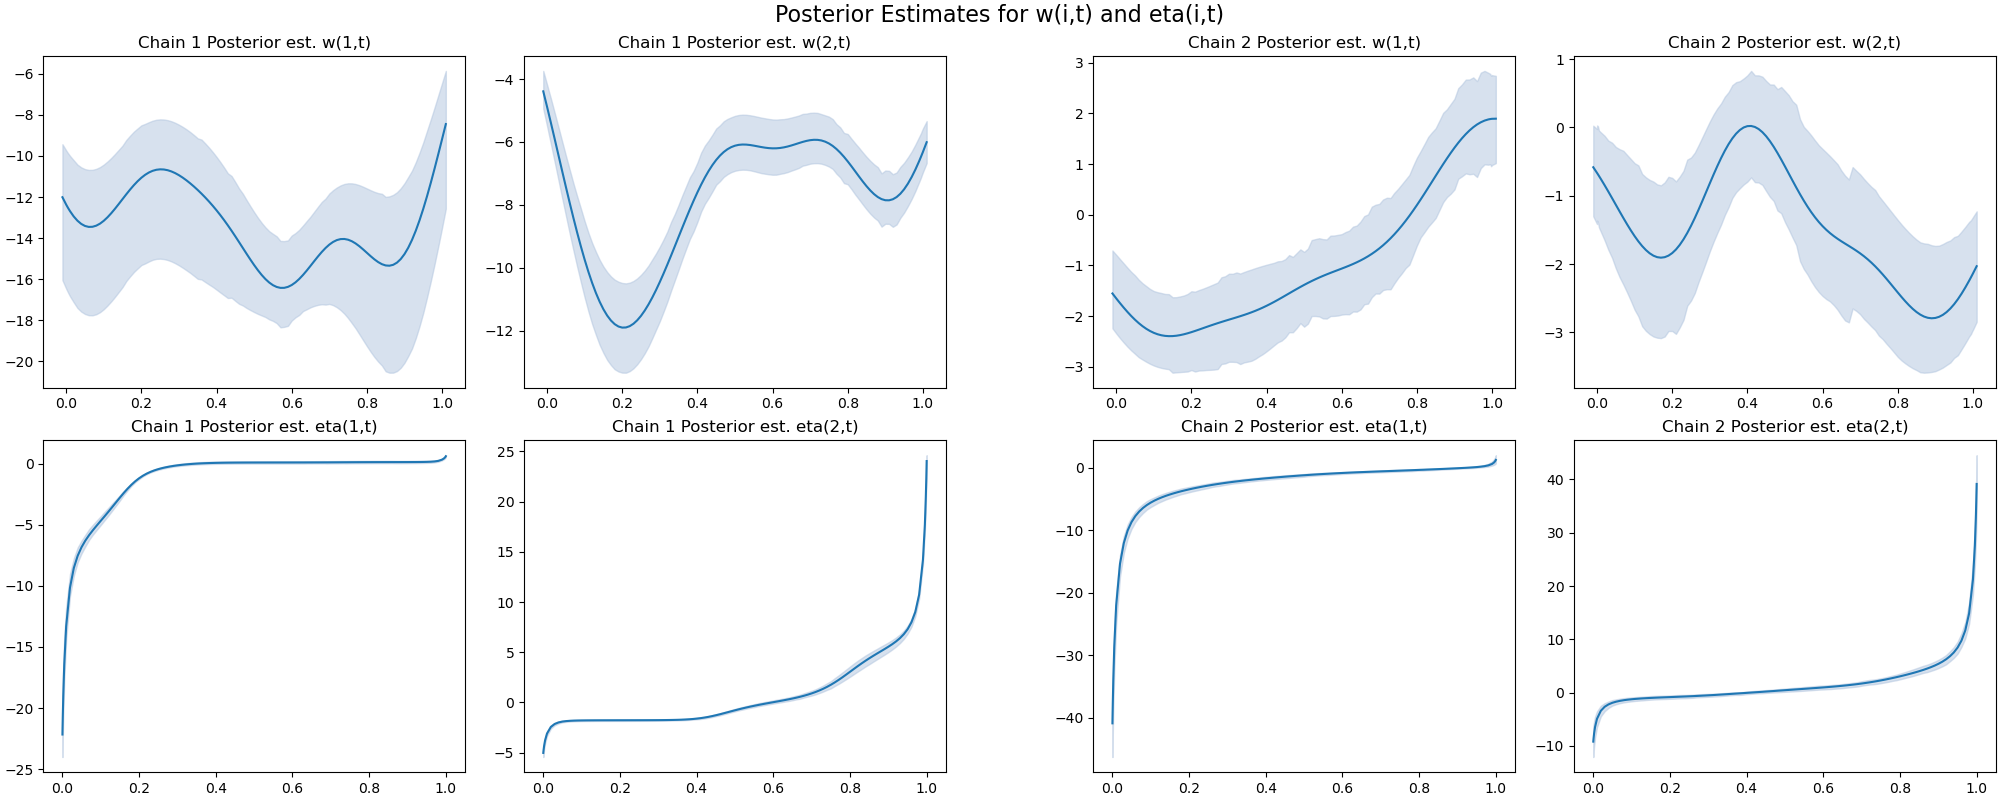 Posterior Estimates for w(i,t) and eta(i,t)
Chain 1 Posterior est. w(1,t)
−6
−8
−10
−12
−14
−16
−18
−20
0.0 0.2 0.4 0.6 0.8 1.0
Chain 1 Posterior est. w(2,t)
−4
−6
−8
−10
−12
0.0 0.2 0.4 0.6 0.8 1.0
Chain 2 Posterior est. w(1,t)
3
2
1
0
−1
−2
−3
0.0 0.2 0.4 0.6 0.8 1.0
Chain 2 Posterior est. w(2,t)
1
0
−1
−2
−3
0.0 0.2 0.4 0.6 0.8 1.0
Chain 1 Posterior est. eta(1,t)
0
−5
−10
−15
−20
−25
0.0 0.2 0.4 0.6 0.8 1.0
Chain 1 Posterior est. eta(2,t)
25
20
15
10
5
0
−5
0.0 0.2 0.4 0.6 0.8 1.0
Chain 2 Posterior est. eta(1,t)
0
−10
−20
−30
−40
0.0 0.2 0.4 0.6 0.8 1.0
Chain 2 Posterior est. eta(2,t)
40
30
20
10
0
−10
0.0 0.2 0.4 0.6 0.8 1.0